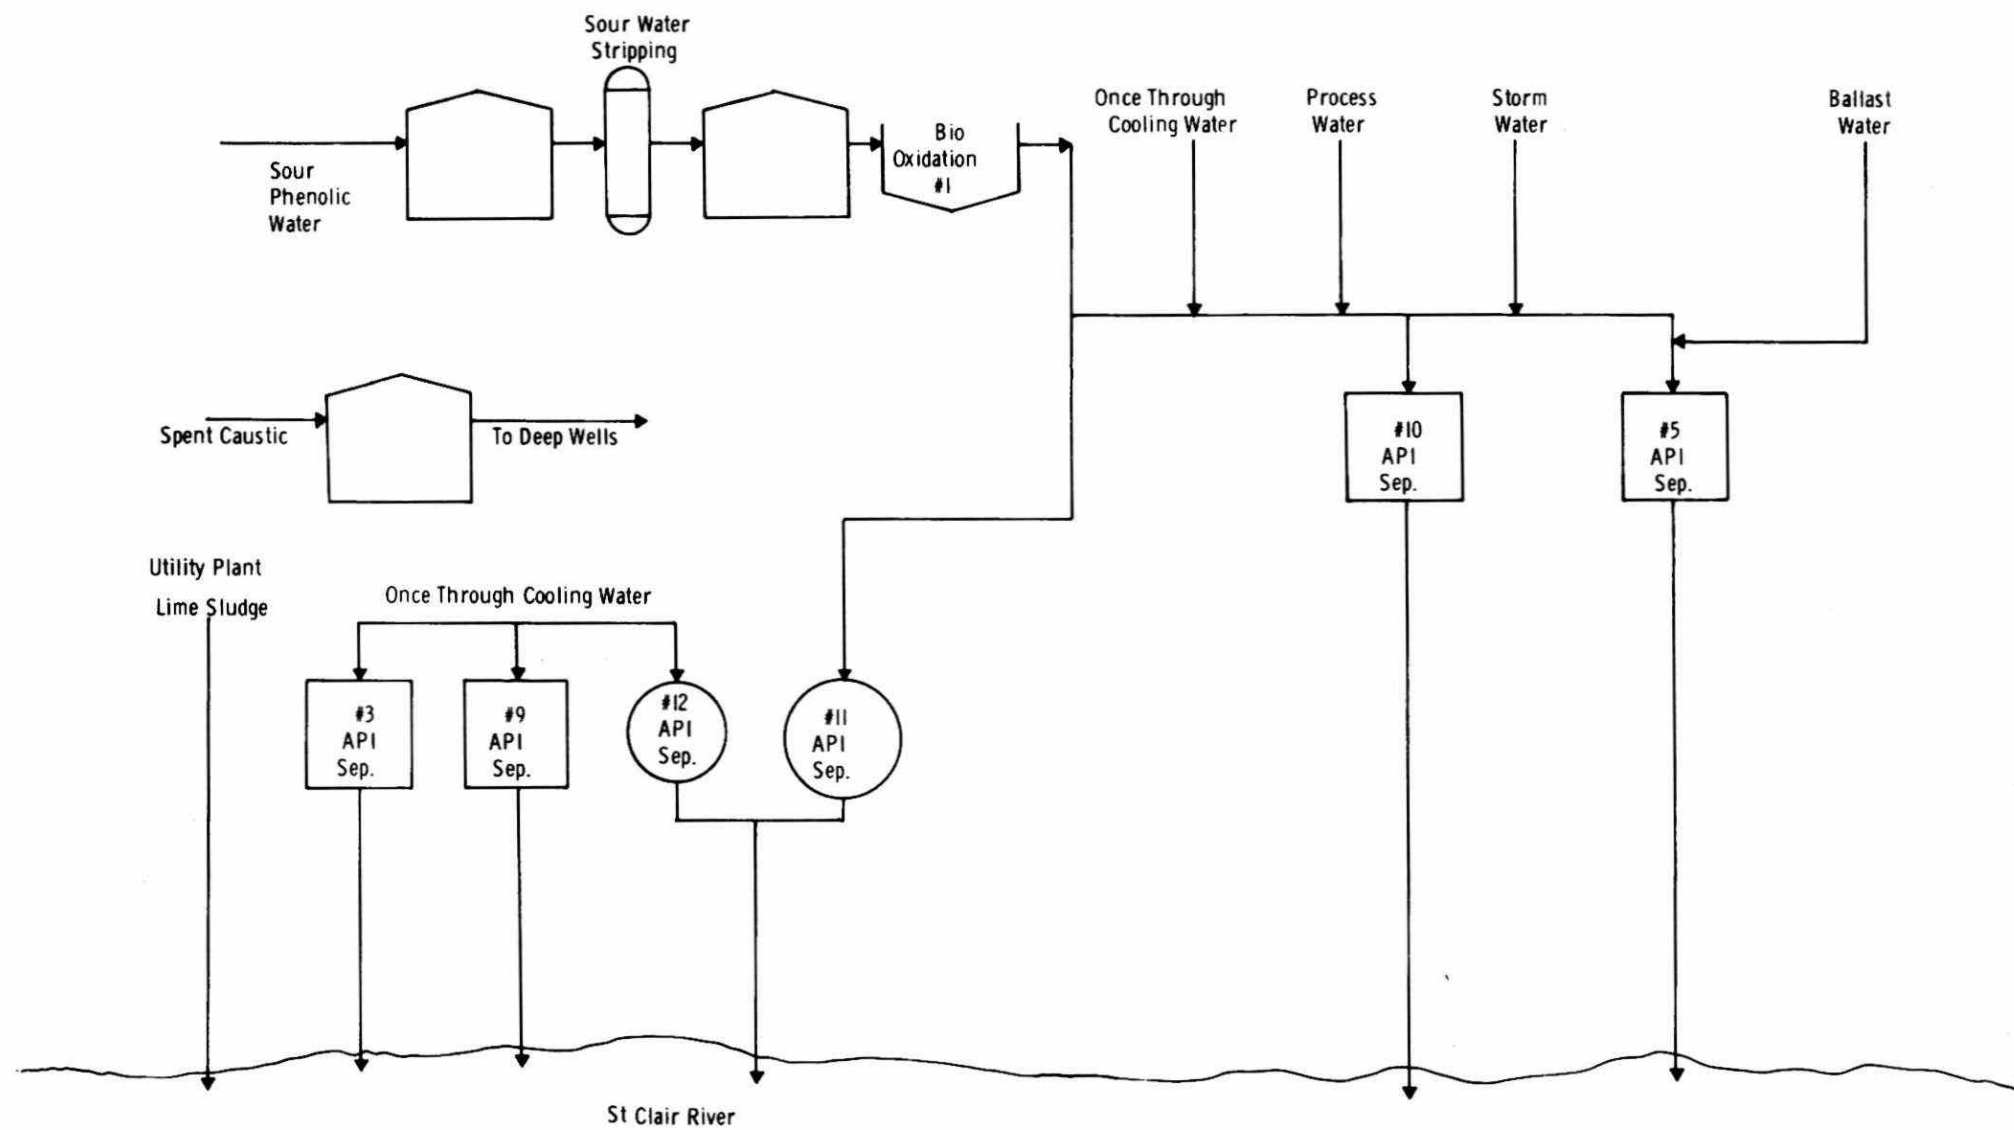 Sour Water
Stripping
Once Through
Cooling Water
Process
Water
Storm
Water
Ballast
Water
Sour
Phenolic
Water
Bio
Oxidation
#1
Spent Caustic
To Deep Wells
#10
API
Sep.
#5
API
Sep.
Utility Plant
Lime Sludge
Once Through Cooling Water
#3
API
Sep.
#9
API
Sep.
#12
API
Sep.
#11
API
Sep.
St Clair River